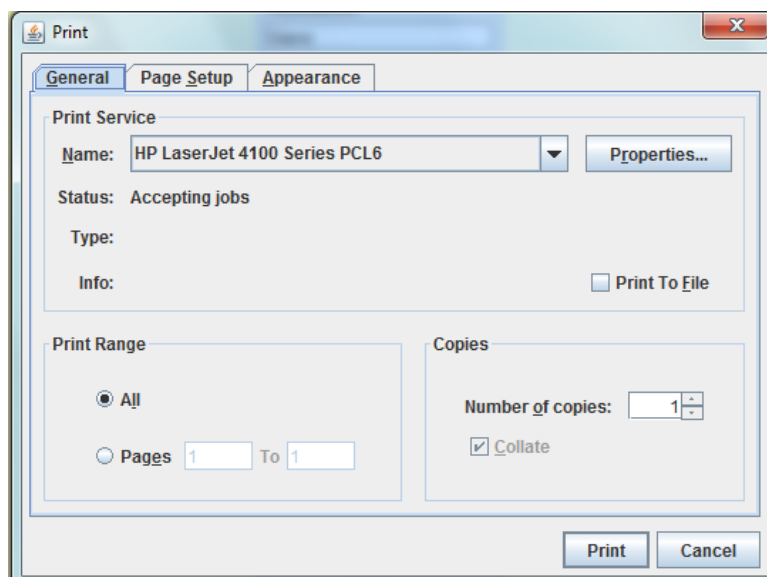 Print
General Page Setup Appearance
Print Service
Name: HP LaserJet 4100 Series PCL6 Properties...
Status: Accepting jobs
Type:
Info: Print To File
Print Range
All
Pages 1 To 1
Copies
Number of copies: 1
Collate
Print Cancel